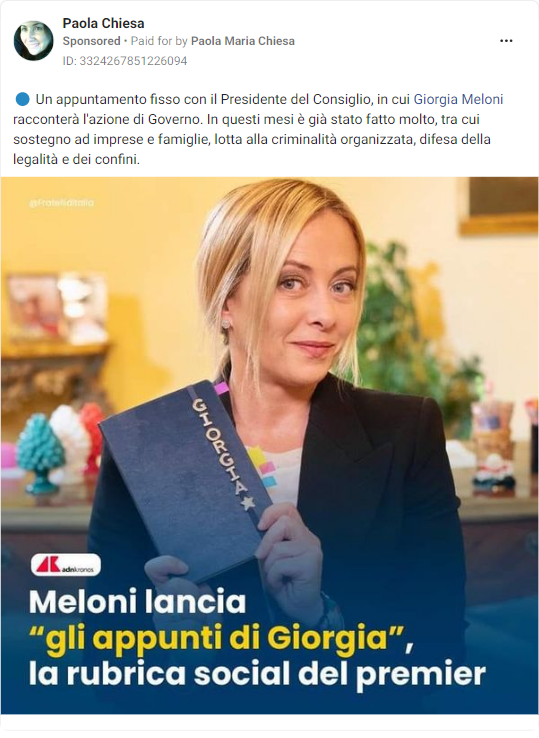 Paola Chiesa
Sponsored • Paid for by Paola Maria Chiesa
ID: 3324267851226094
🔵 Un appuntamento fisso con il Presidente del Consiglio, in cui Giorgia Meloni
racconterà l'azione di Governo. In questi mesi è già stato fatto molto, tra cui
sostegno ad imprese e famiglie, lotta alla criminalità organizzata, difesa della
legalità e dei confini.
@fratelliditalia
GIORGIA
adnkronos
Meloni lancia
“gli appunti di Giorgia”,
la rubrica social del premier